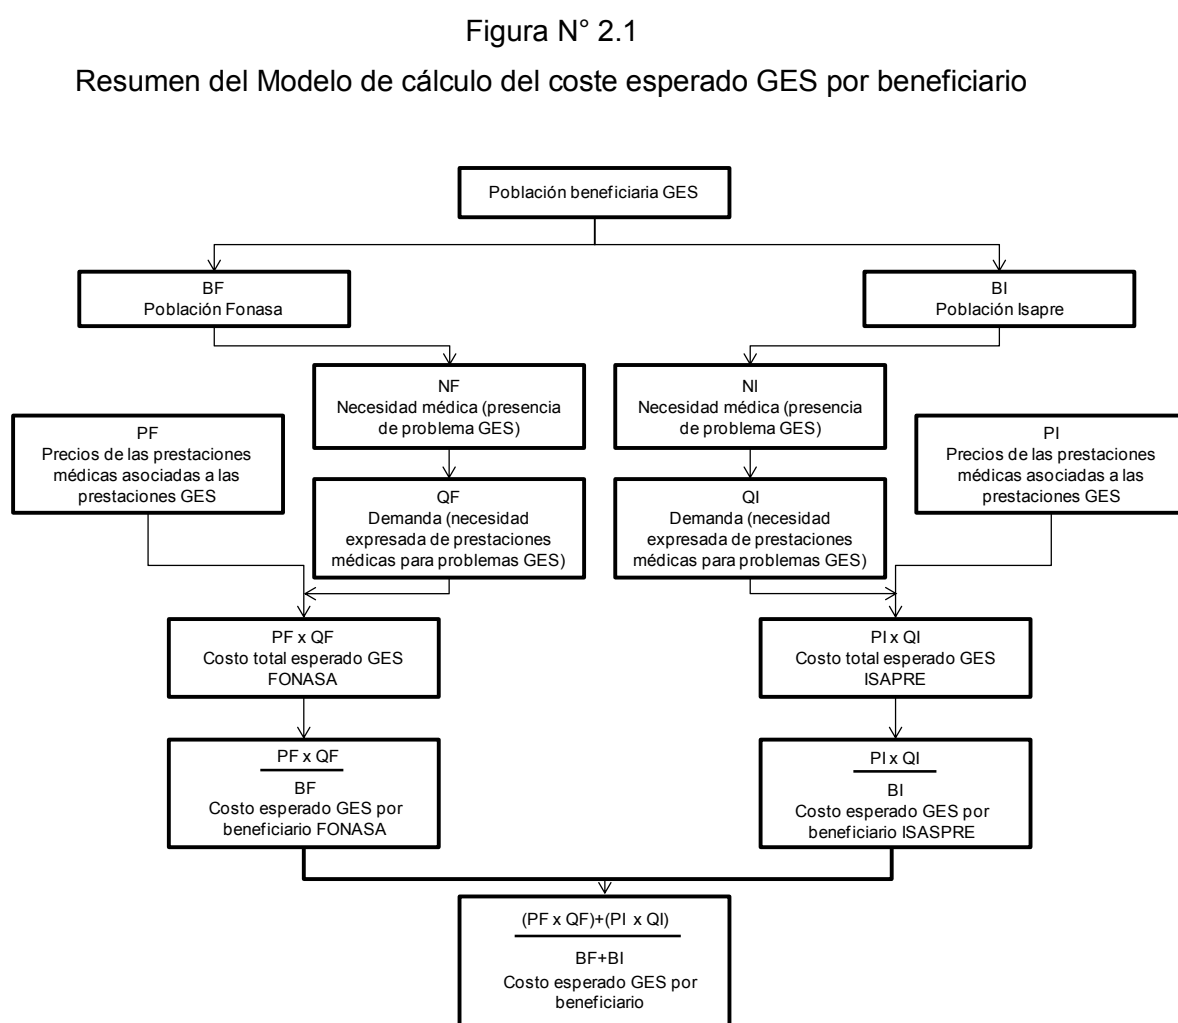 Figura N° 2.1
Resumen del Modelo de cálculo del coste esperado GES por beneficiario
Población beneficiaria GES
BF
Población Fonasa
BI
Población Isapre
NF
Necesidad médica (presencia
de problema GES)
NI
Necesidad médica (presencia
de problema GES)
PF
Precios de las prestaciones
médicas asociadas a las
prestaciones GES
PI
Precios de las prestaciones
médicas asociadas a las
prestaciones GES
QF
Demanda (necesidad
expresada de prestaciones
médicas para problemas GES)
QI
Demanda (necesidad
expresada de prestaciones
médicas para problemas GES)
PF x QF
Costo total esperado GES
FONASA
PI x QI
Costo total esperado GES
ISAPRE
PF x QF
BF
Costo esperado GES por
beneficiario FONASA
PI x QI
BI
Costo esperado GES por
beneficiario ISASPRE
(PF x QF)+(PI x QI)
BF+BI
Costo esperado GES por
beneficiario